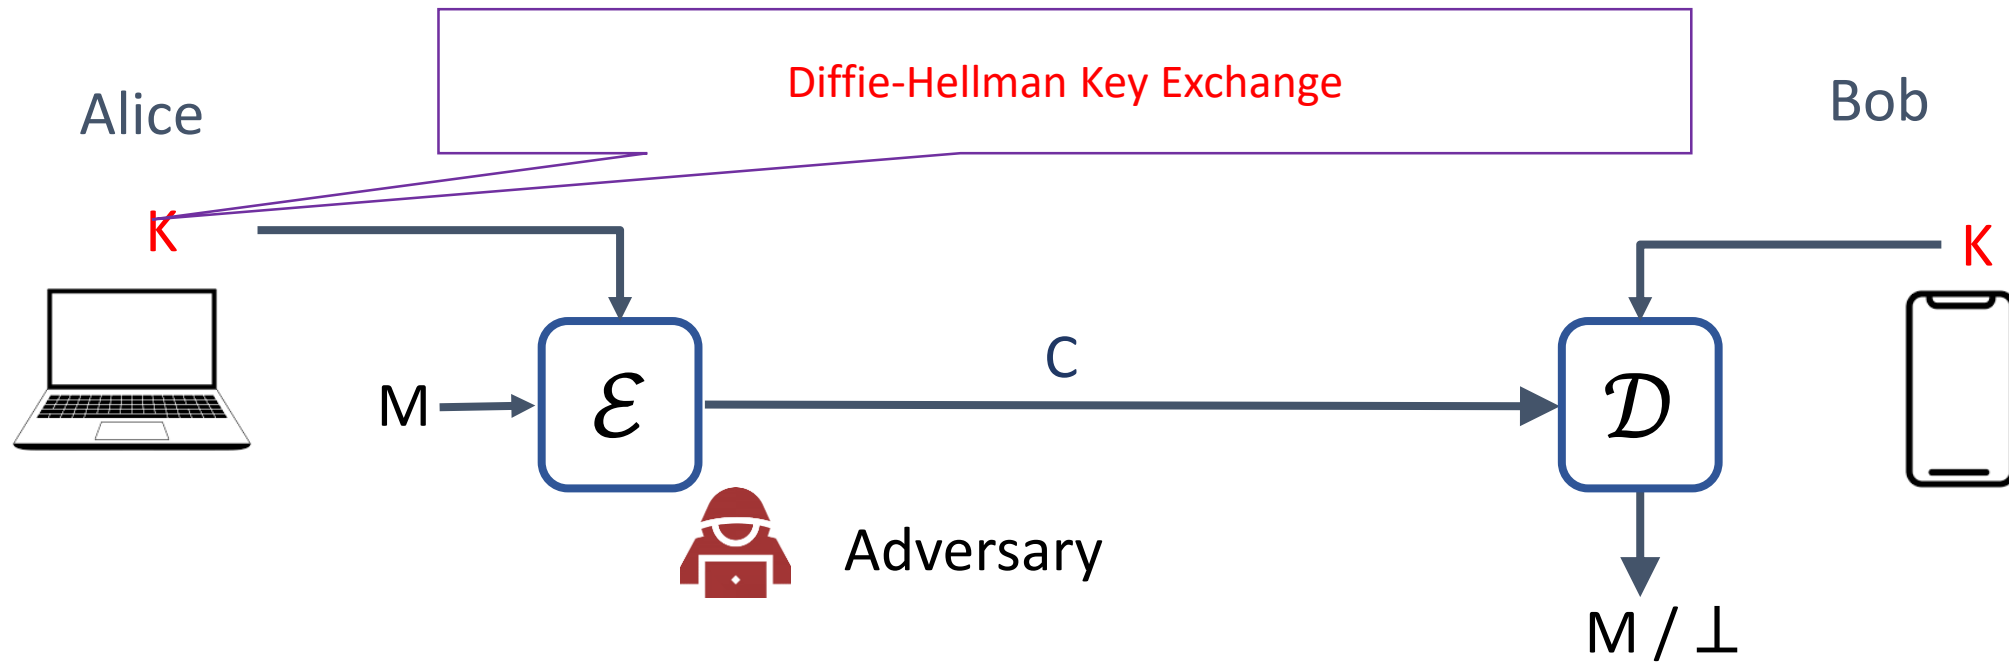 Diffie-Hellman Key Exchange
Alice
Bob
K
K
C
M
ℰ
𝒟
Adversary
M / ⊥